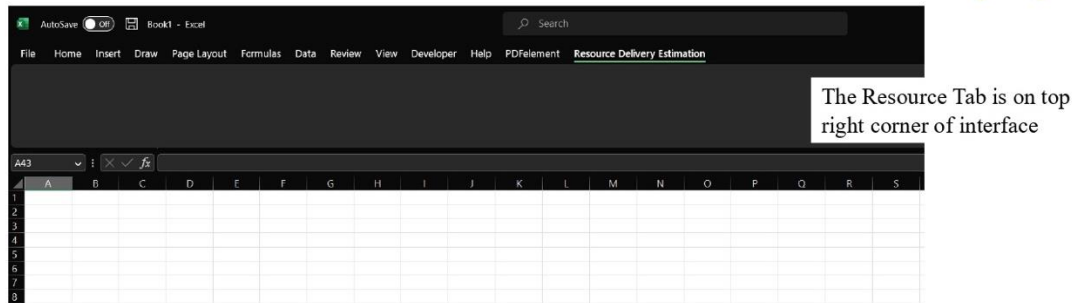 AutoSave Off Book1 - Excel Search
File Home Insert Draw Page Layout Formulas Data Review View Developer Help PDFelement Resource Delivery Estimation
The Resource Tab is on top
right corner of interface
A43 fx
A B C D E F G H I J K L M N O P Q R S
1
2
3
4
5
6
7
8